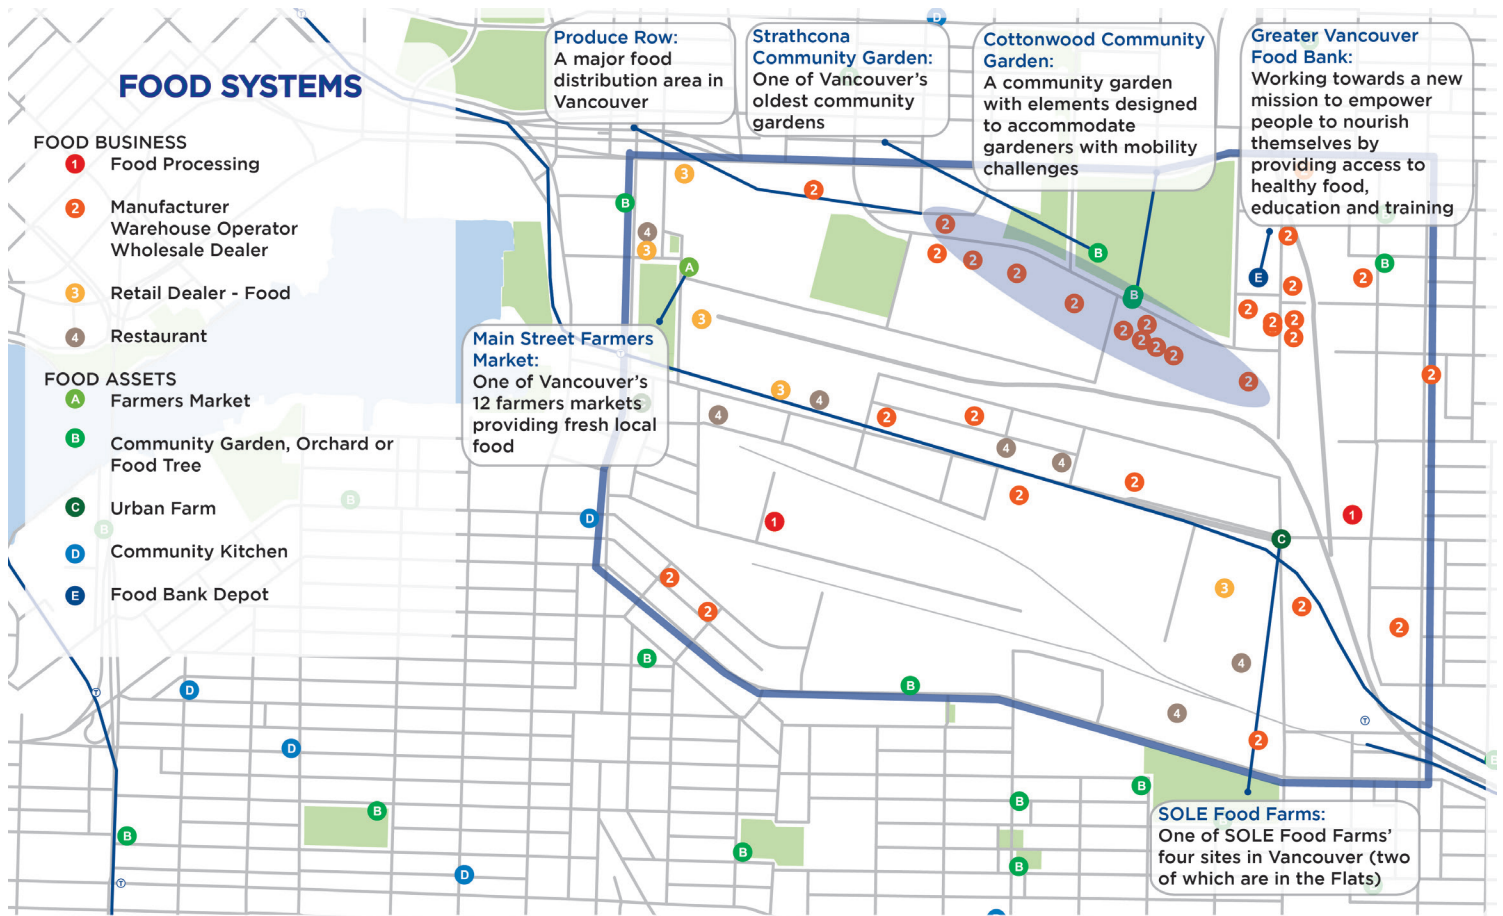 FOOD SYSTEMS
FOOD BUSINESS
1 Food Processing
2 Manufacturer
Warehouse Operator
Wholesale Dealer
3 Retail Dealer - Food
4 Restaurant
FOOD ASSETS
A Farmers Market
B Community Garden, Orchard or
Food Tree
C Urban Farm
D Community Kitchen
E Food Bank Depot
Produce Row:
A major food
distribution area in
Vancouver
Strathcona
Community Garden:
One of Vancouver's
oldest community
gardens
Cottonwood Community
Garden:
A community garden
with elements designed
to accommodate
gardeners with mobility
challenges
Greater Vancouver
Food Bank:
Working towards a new
mission to empower
people to nourish
themselves by
providing access to
healthy food,
education and training
Main Street Farmers
Market:
One of Vancouver's
12 farmers markets
providing fresh local
food
SOLE Food Farms:
One of SOLE Food Farms'
four sites in Vancouver (two
of which are in the Flats)